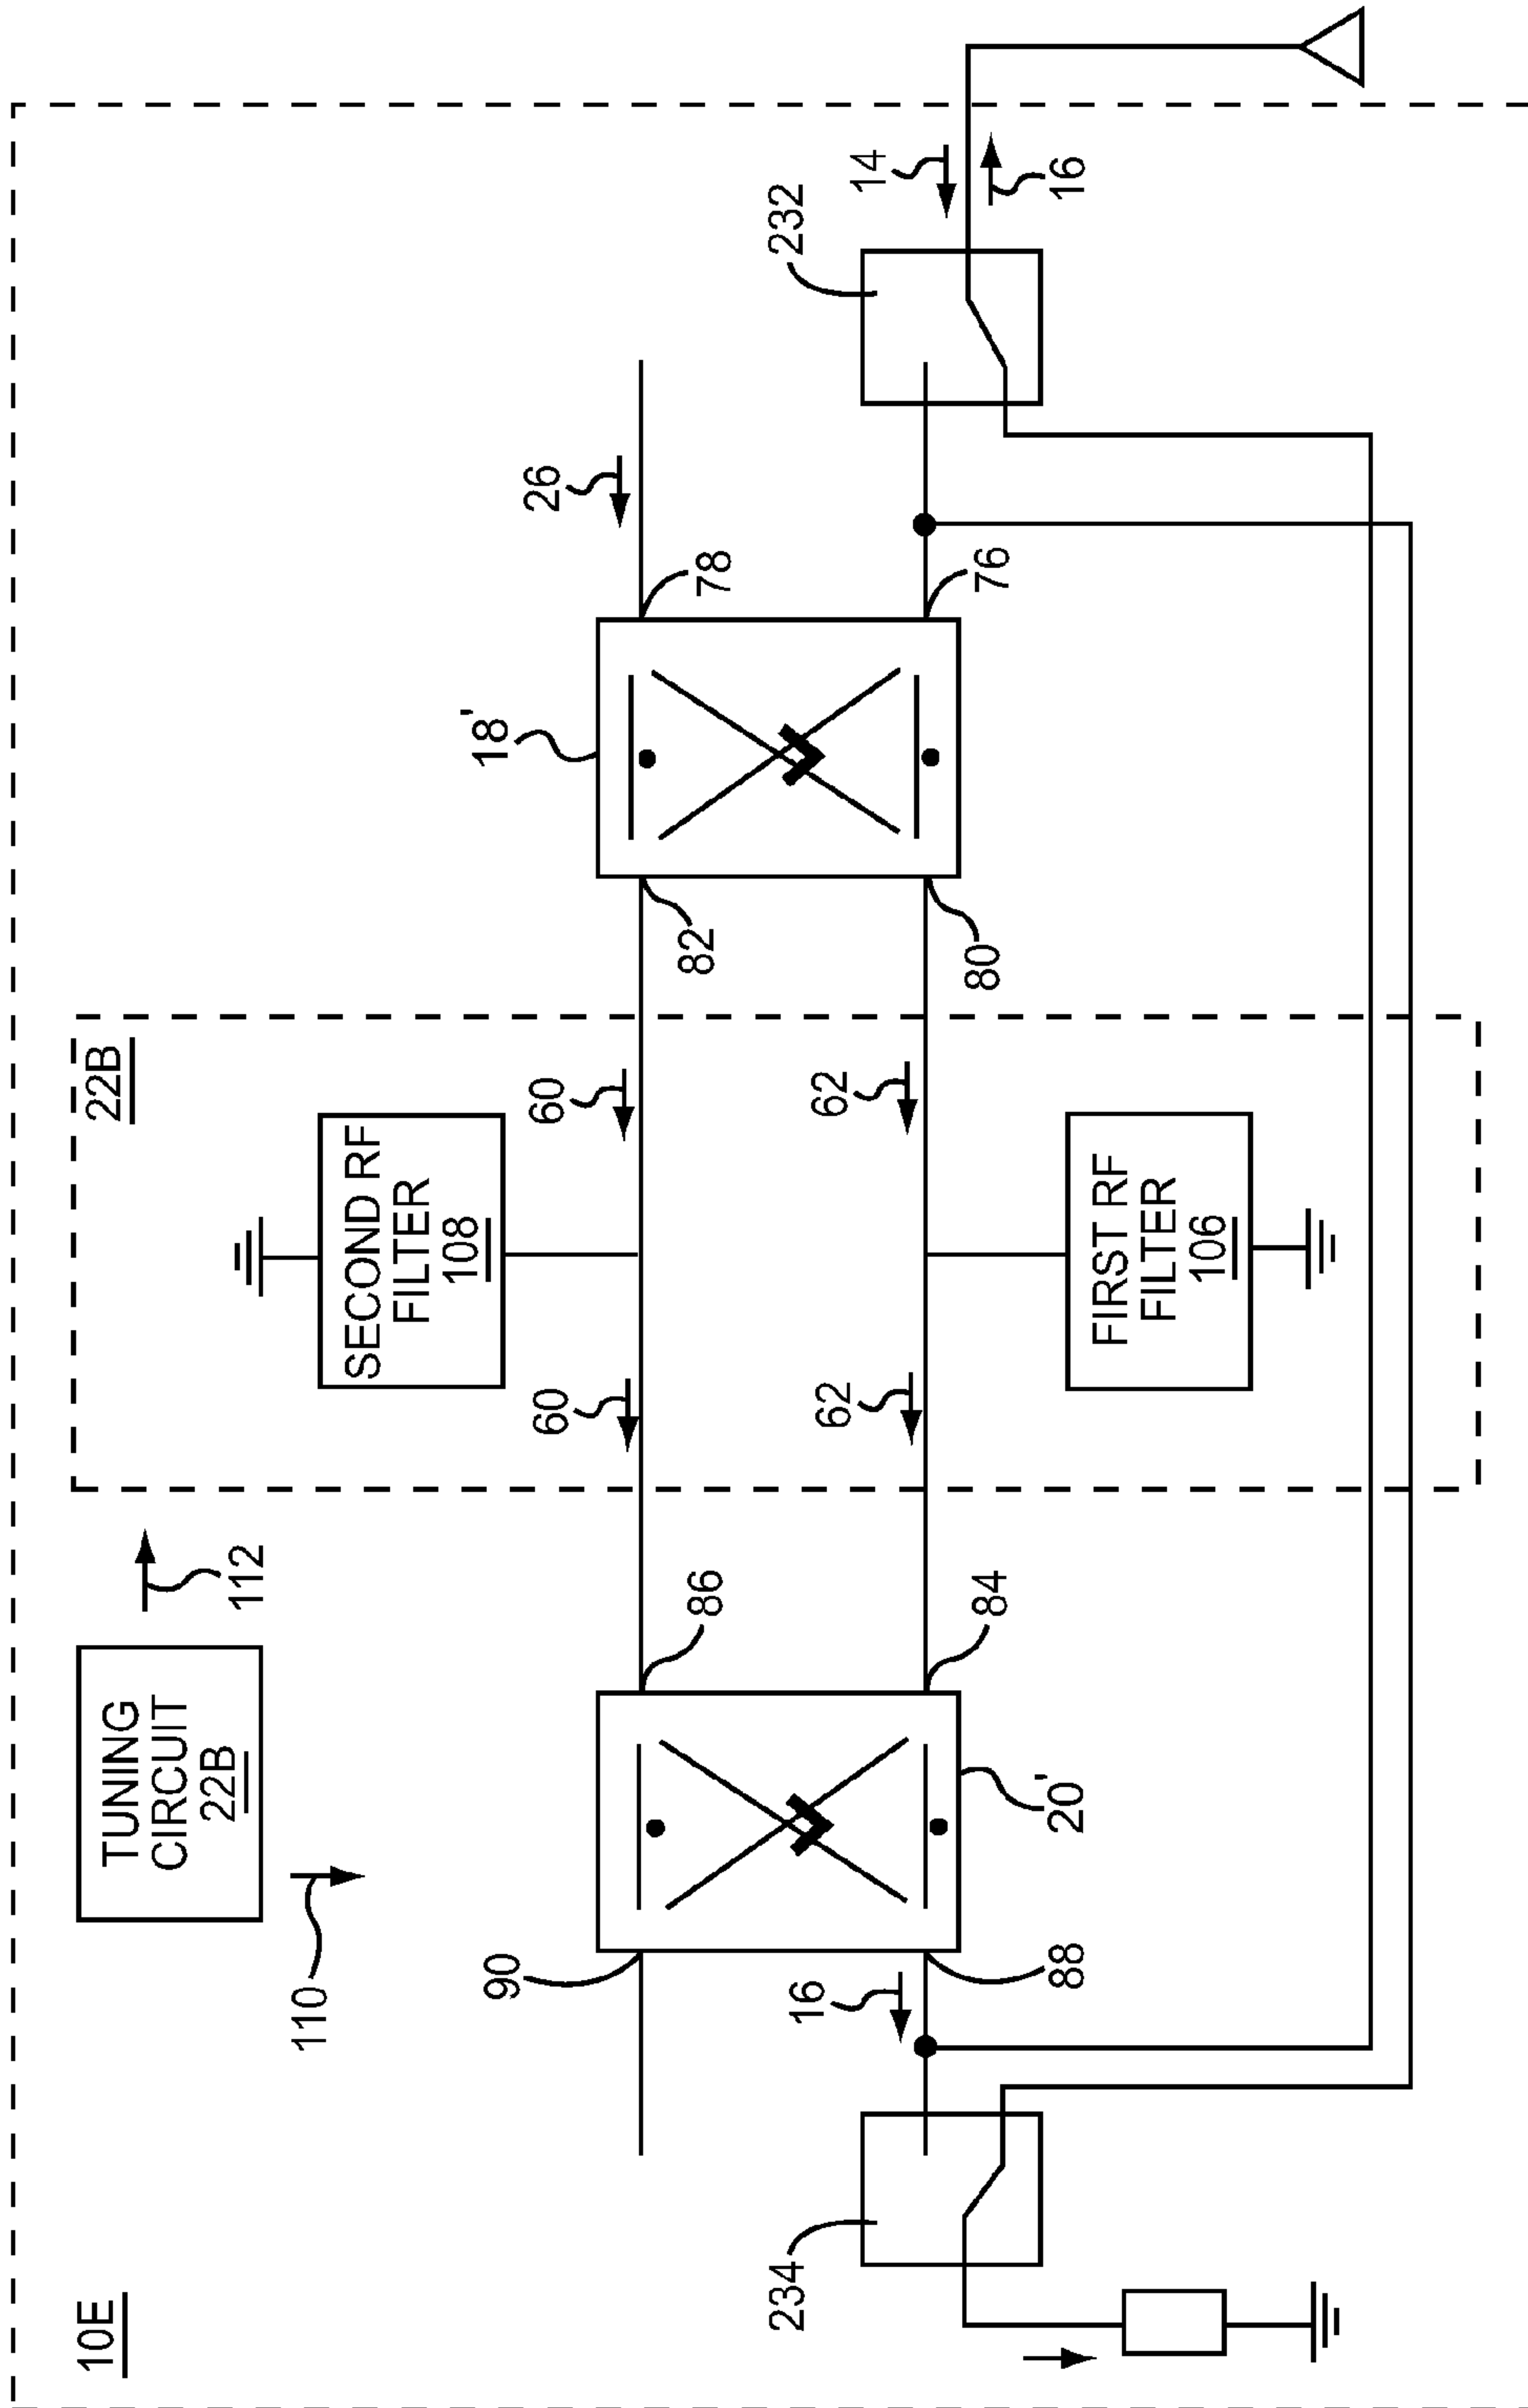 10E
TUNING
CIRCUIT
22B
22B
112
110
SECOND RF
FILTER
108
90
60
60
18'
26
86
82
78
234
16
62
62
232
14
84
80
76
88
20'
16
FIRST RF
FILTER
106